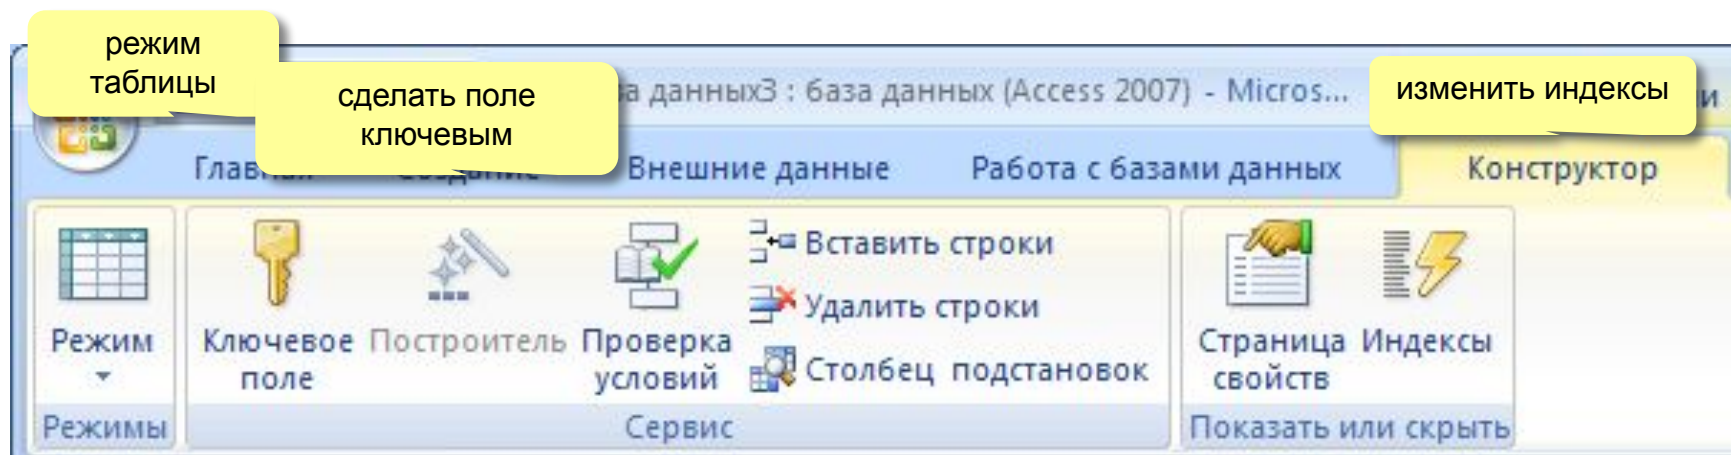 режим
таблицы
сделать поле
ключевым
изменить индексы
данных3 : база данных (Access 2007) - Micros...
Внешние данные
Работа с базами данных
Конструктор
Режим
Ключевое
поле
Построитель
Проверка
условий
Вставить строки
Удалить строки
Столбец подстановок
Страница
свойств
Индексы
Режимы
Сервис
Показать или скрыть